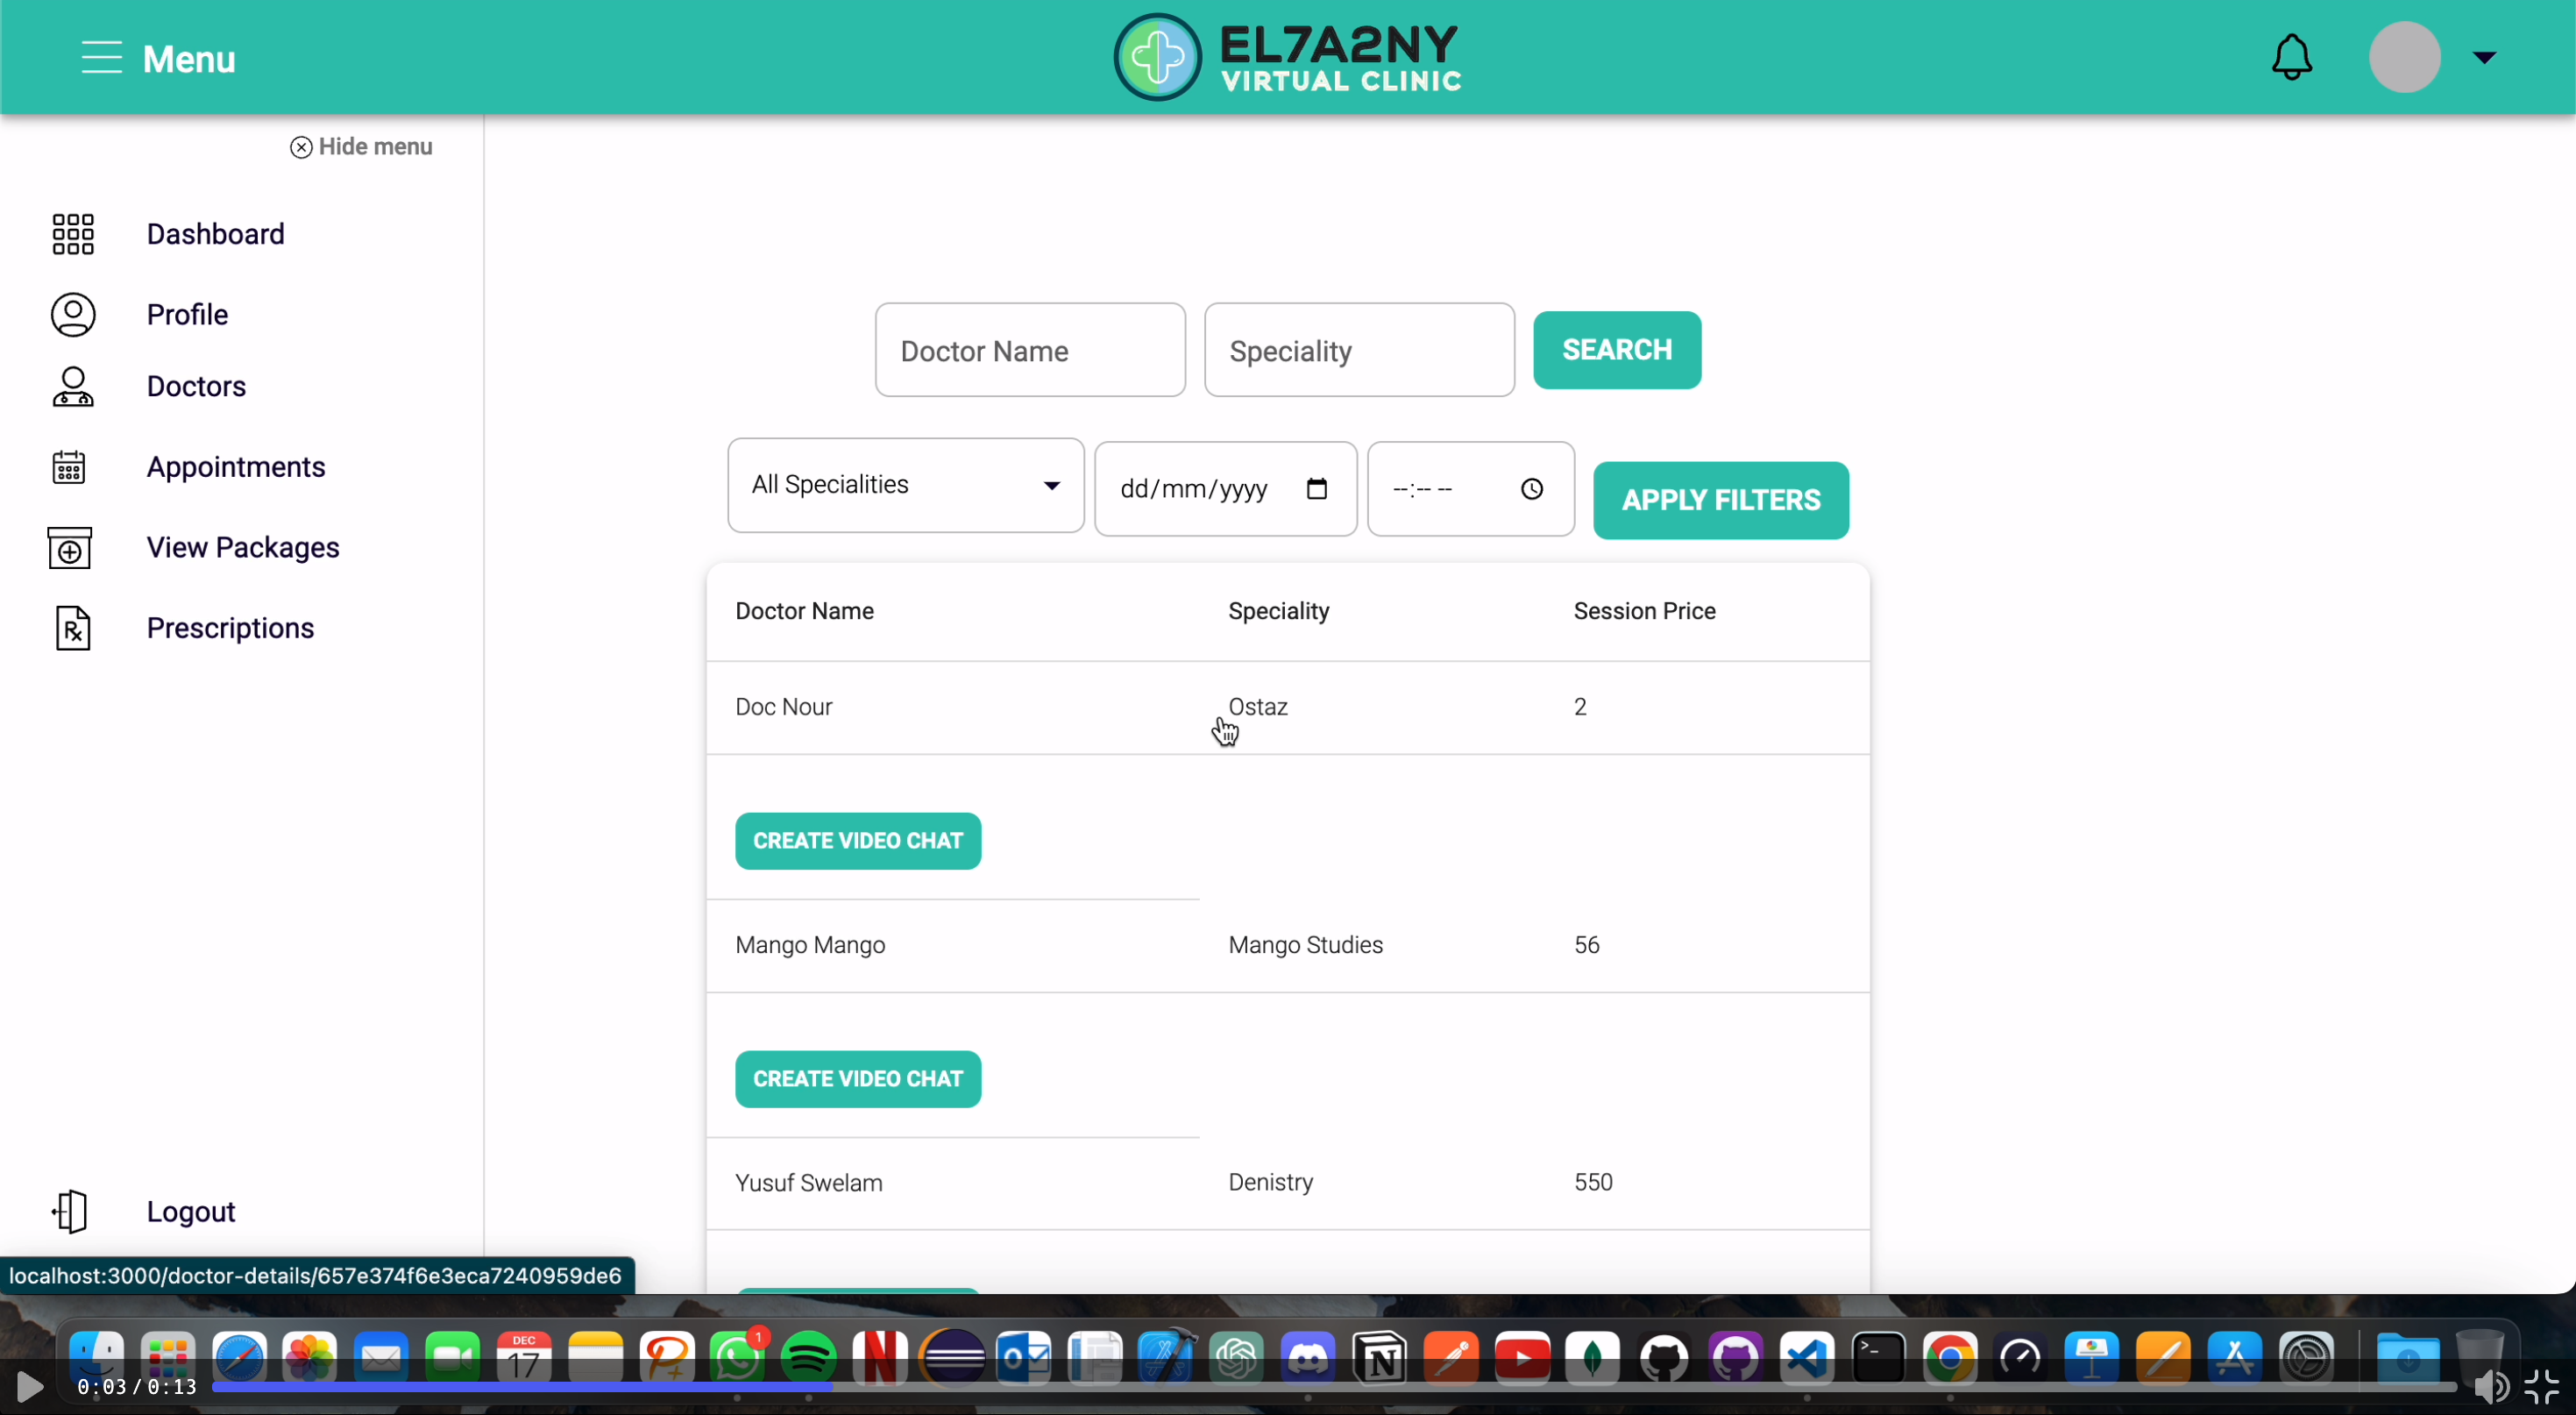 Menu
EL7A2NY
VIRTUAL CLINIC
Hide menu
Dashboard
Profile
Doctors
Appointments
View Packages
Prescriptions
Logout
Doctor Name
Speciality
SEARCH
All Specialities
dd/mm/yyyy
--:-- --
APPLY FILTERS
Doctor Name Speciality Session Price
Doc Nour Ostaz 2
CREATE VIDEO CHAT
Mango Mango Mango Studies 56
CREATE VIDEO CHAT
Yusuf Swelam Denistry 550
localhost:3000/doctor-details/657e374f6e3eca7240959de6
DEC
17
1
0:03 / 0:13